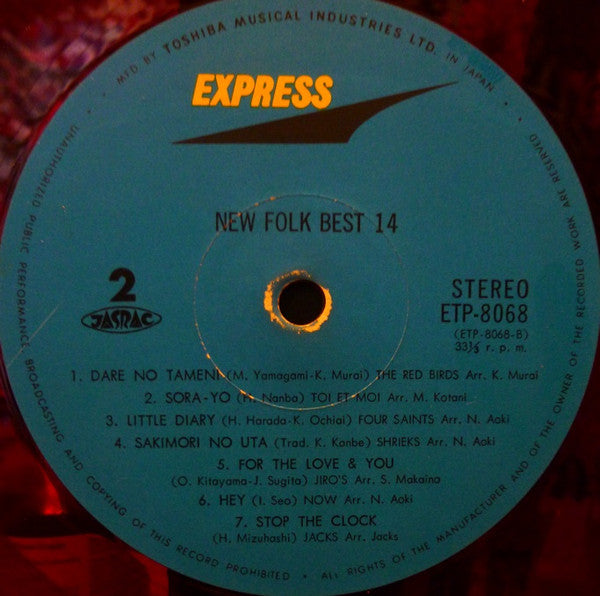 MFD BY TOSHIBA MUSICAL INDUSTRIES LTD. IN JAPAN
EXPRESS
NEW FOLK BEST 14
2
JASRAC
STEREO
ETP-8068
(ETP-8068-B)
33⅓ r. p. m.
1. DARE NO TAMENI (M. Yamagami-K. Murai) THE RED BIRDS Arr. K. Murai
2. SORA-YO (H. Nanba) TOI ET MOI Arr. M. Kotani
3. LITTLE DIARY (H. Harada-K. Ochiai) FOUR SAINTS Arr. N. Aoki
4. SAKIMORI NO UTA (Trad. K. Konbe) SHRIEKS Arr. N. Aoki
5. FOR THE LOVE & YOU
(O. Kitayama-J. Sugita) JIRO'S Arr. S. Makaina
6. HEY (I. Seo) NOW Arr. N. Aoki
7. STOP THE CLOCK
(H. Mizuhashi) JACKS Arr. Jacks
UNAUTHORIZED PUBLIC PERFORMANCE BROADCASTING AND COPYING OF THIS RECORD PROHIBITED • ALL RIGHTS OF THE MANUFACTURER AND OF THE OWNER OF THE RECORDED WORK ARE RESERVED